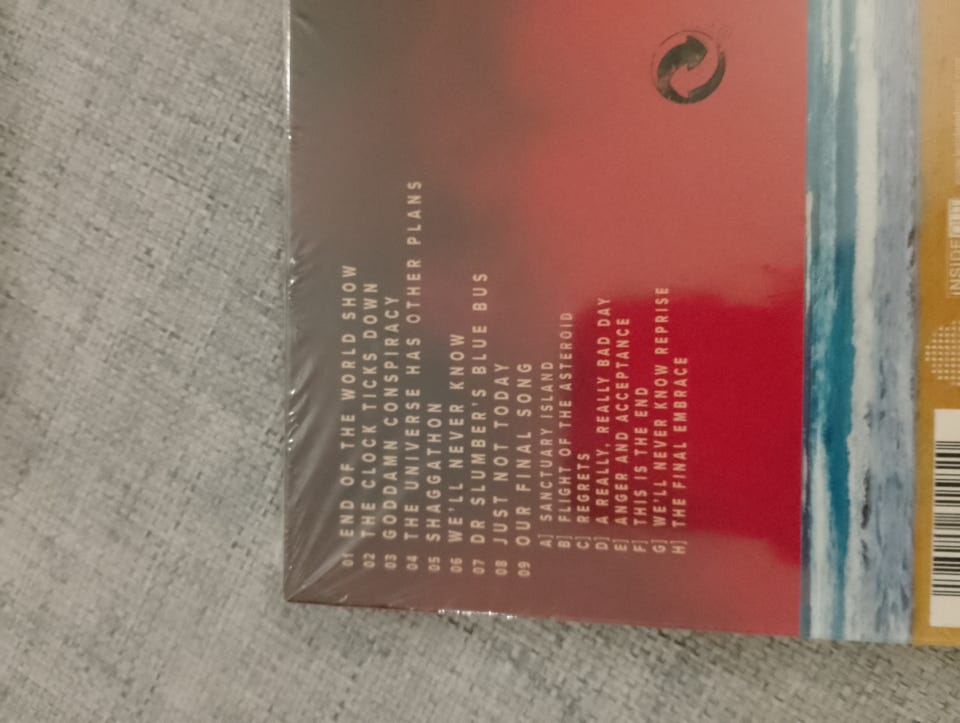 01 END OF THE WORLD SHOW
02 THE CLOCK TICKS DOWN
03 GODDAMN CONSPIRACY
04 THE UNIVERSE HAS OTHER PLANS
05 SHAGGATHON
06 WE'LL NEVER KNOW
07 DR SLUMBER'S BLUE BUS
08 JUST NOT TODAY
09 OUR FINAL SONG
A] SANCTUARY ISLAND
B] FLIGHT OF THE ASTEROID
C] REGRETS
D] A REALLY, REALLY BAD DAY
E] ANGER AND ACCEPTANCE
F] THIS IS THE END
G] WE'LL NEVER KNOW REPRISE
H] THE FINAL EMBRACE
INSIDE